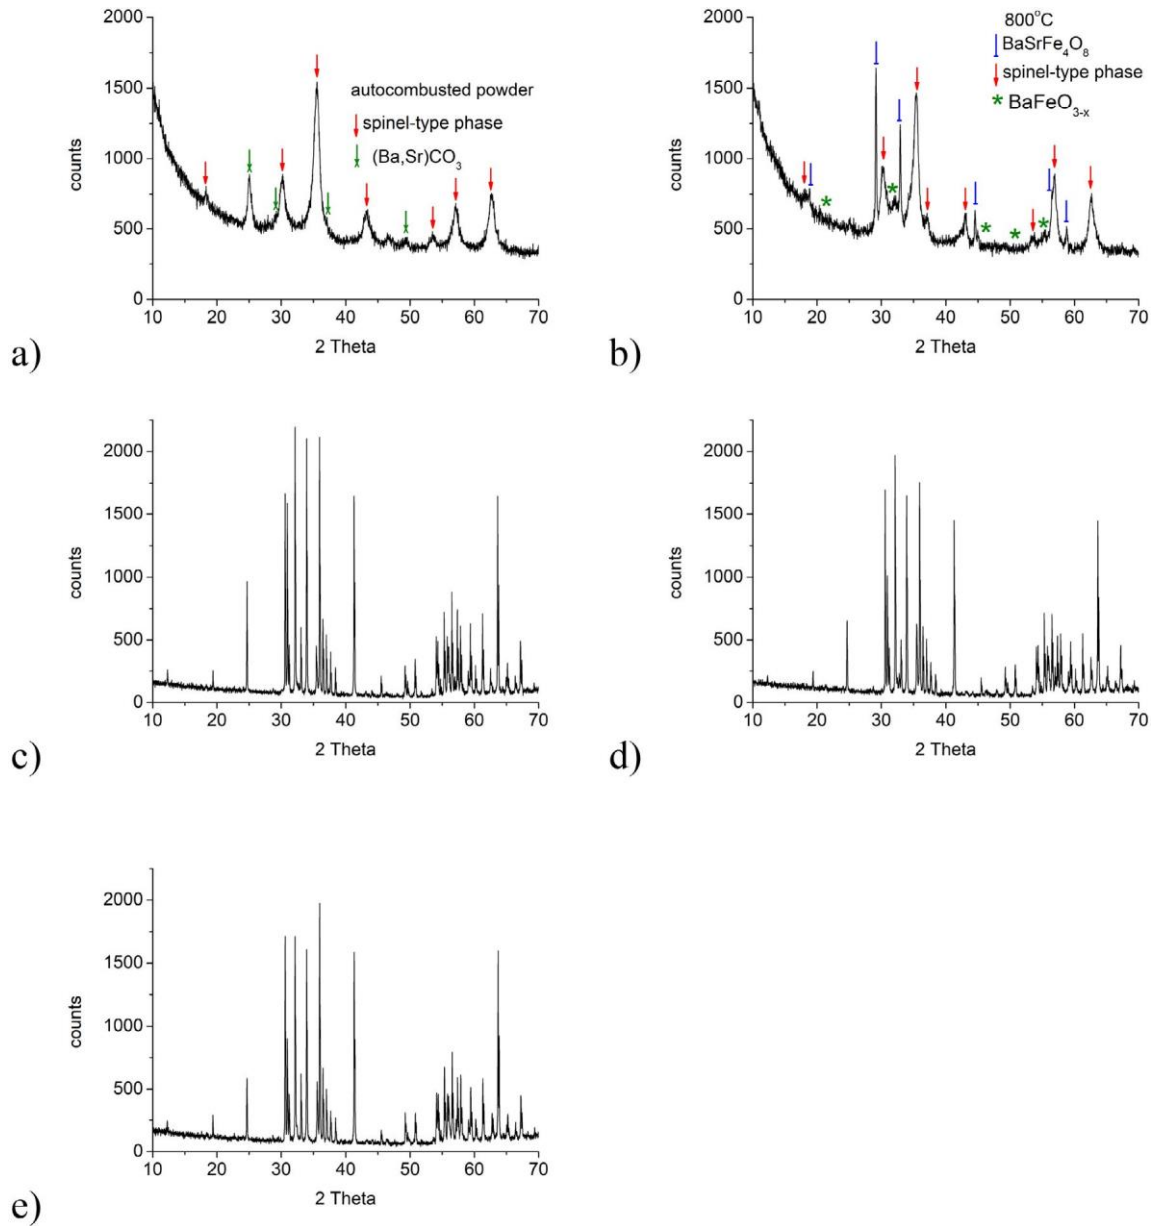 2000
1500
1000
500
0
counts
autocombusted powder
spinel-type phase
(Ba,Sr)CO₃
10 20 30 40 50 60 70
2 Theta
a)
2000
1500
1000
500
0
counts
800°C
BaSrFe₄O₈
spinel-type phase
* BaFeO₃₋ₓ
* * * * *
10 20 30 40 50 60 70
2 Theta
b)
2000
1500
1000
500
0
counts
10 20 30 40 50 60 70
2 Theta
c)
2000
1500
1000
500
0
counts
10 20 30 40 50 60 70
2 Theta
d)
2000
1500
1000
500
0
counts
10 20 30 40 50 60 70
2 Theta
e)